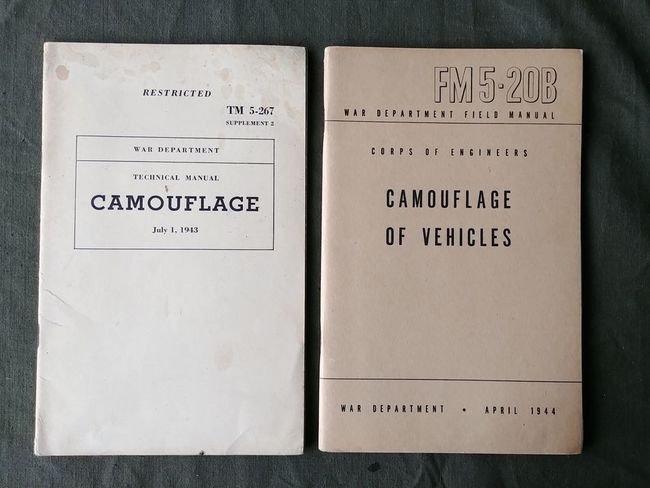 RESTRICTED
TM 5-267
SUPPLEMENT 2
WAR DEPARTMENT
TECHNICAL MANUAL
CAMOUFLAGE
July 1, 1943
FM 5-20B
WAR DEPARTMENT FIELD MANUAL
CORPS OF ENGINEERS
CAMOUFLAGE
OF VEHICLES
WAR DEPARTMENT • APRIL 1944